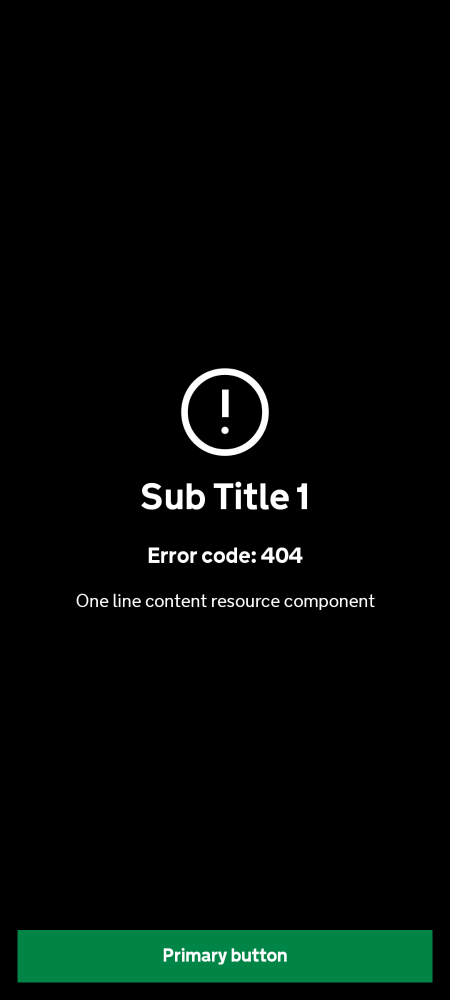 Sub Title 1
Error code: 404
One line content resource component
Primary button